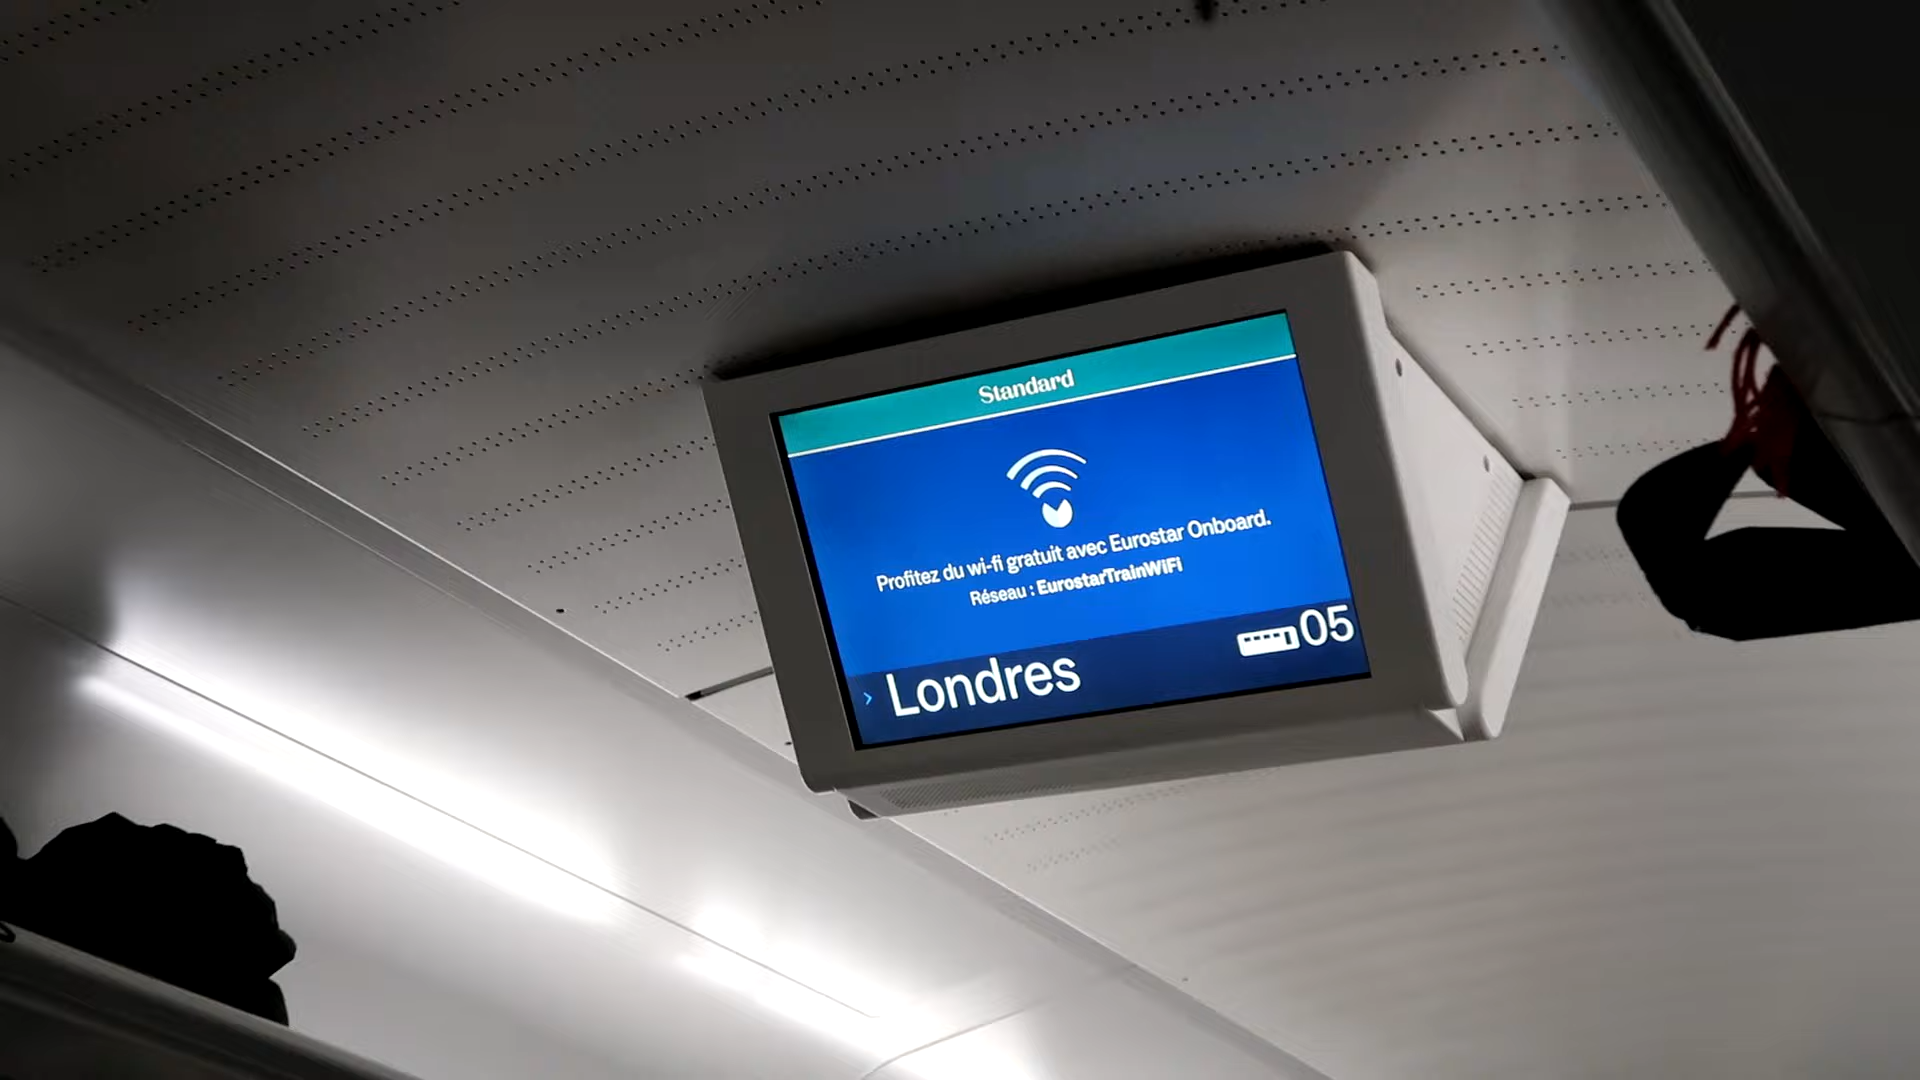 Standard
Profitez du wi-fi gratuit avec Eurostar Onboard.
Réseau : EurostarTrainWiFi
05
› Londres